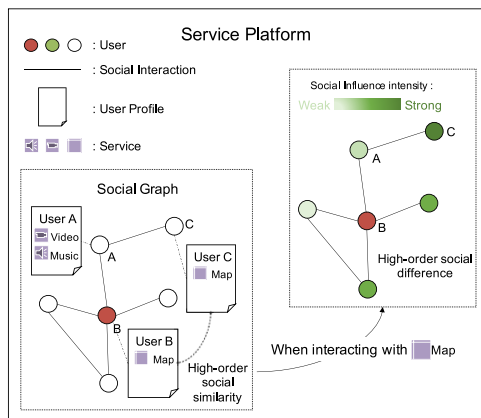 Service Platform
: User
: Social Interaction
: User Profile
: Service
Social Graph
User A
Video
Music
A
C
User C
Map
B
User B
Map
High-order
social
similarity
Social Influence intensity :
Weak
Strong
C
A
B
High-order social
difference
When interacting with
Map